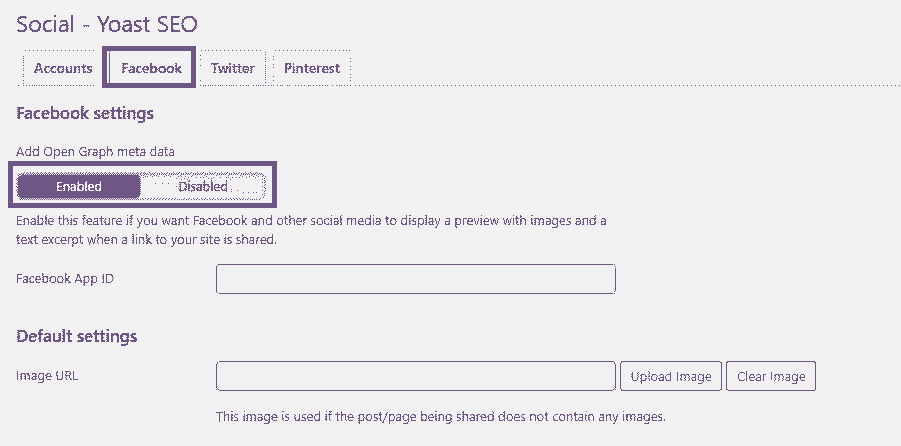 Social - Yoast SEO
Accounts Facebook Twitter Pinterest
Facebook settings
Add Open Graph meta data
Enabled Disabled
Enable this feature if you want Facebook and other social media to display a preview with images and a
text excerpt when a link to your site is shared.
Facebook App ID
Default settings
Image URL Upload Image Clear Image
This image is used if the post/page being shared does not contain any images.